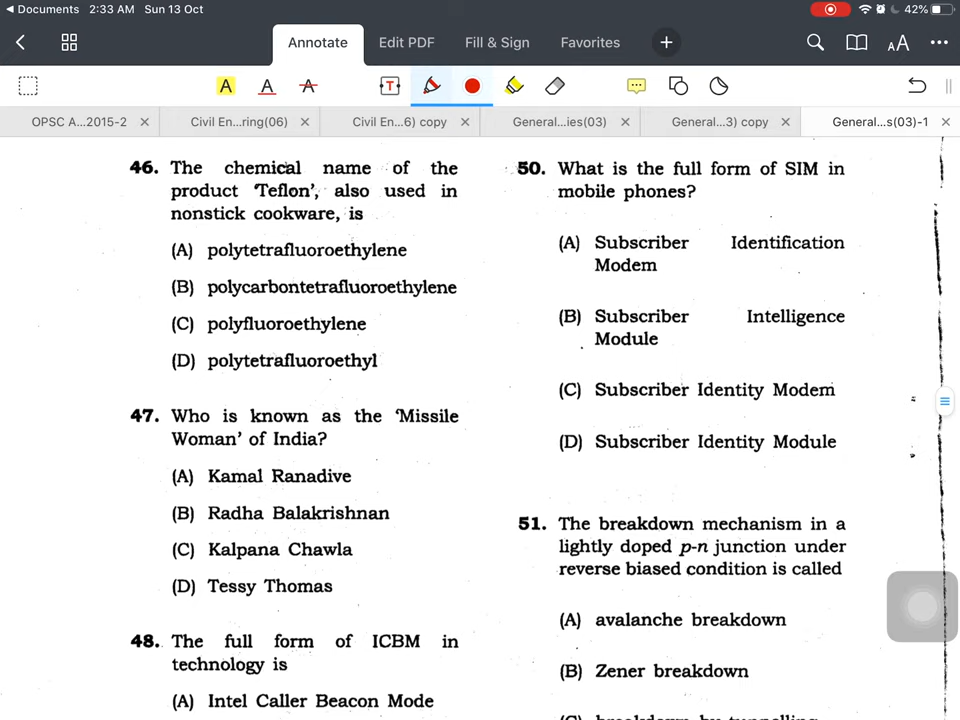 Documents 2:33 AM Sun 13 Oct 42%
Annotate Edit PDF Fill & Sign Favorites
AA
A A A T
OPSC A...2015-2 Civil En...ring(06) Civil En...6) copy General...ies(03) General...3) copy General...s(03)-1
46. The chemical name of the
product 'Teflon', also used in
nonstick cookware, is
(A) polytetrafluoroethylene
(B) polycarbontetrafluoroethylene
(C) polyfluoroethylene
(D) polytetrafluoroethyl
47. Who is known as the 'Missile
Woman' of India?
(A) Kamal Ranadive
(B) Radha Balakrishnan
(C) Kalpana Chawla
(D) Tessy Thomas
48. The full form of ICBM in
technology is
(A) Intel Caller Beacon Mode
50. What is the full form of SIM in
mobile phones?
(A) Subscriber Identification
Modem
(B) Subscriber Intelligence
Module
(C) Subscriber Identity Modem
(D) Subscriber Identity Module
51. The breakdown mechanism in a
lightly doped p-n junction under
reverse biased condition is called
(A) avalanche breakdown
(B) Zener breakdown
(C) breakdown by tunnelling